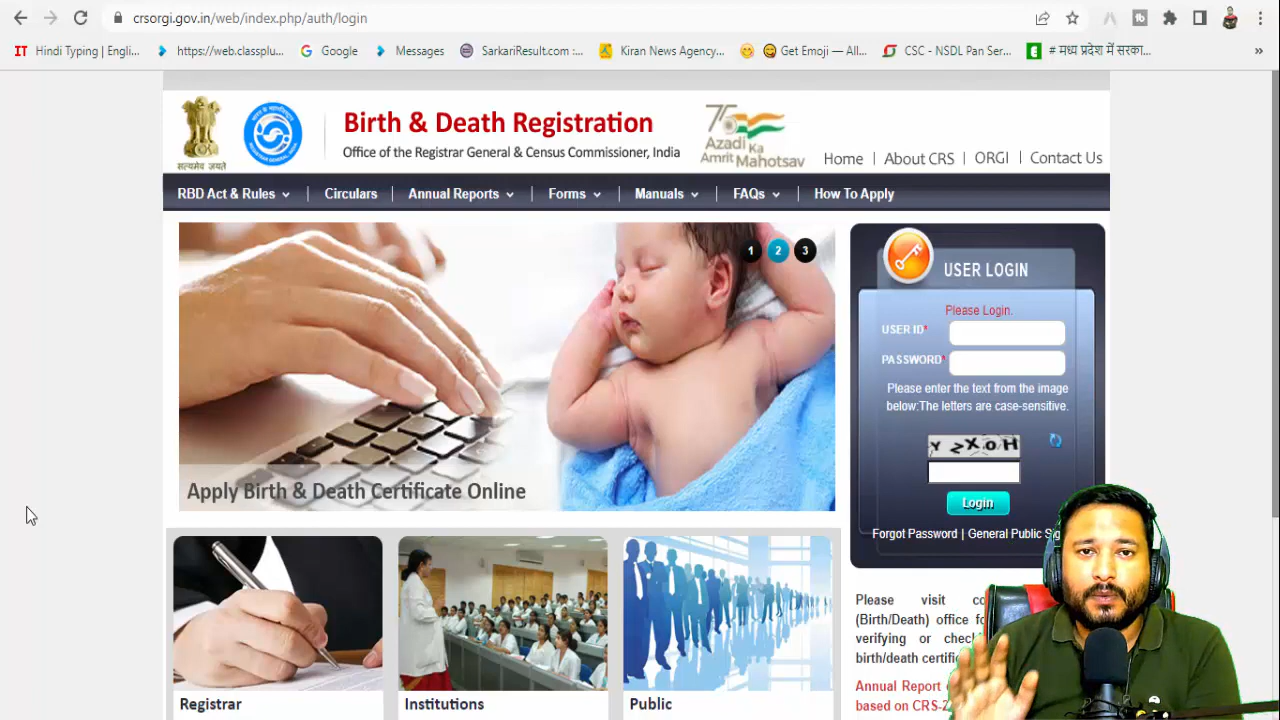 crsorgi.gov.in/web/index.php/auth/login
Hindi Typing | Engli...
https://web.classplu...
Google
Messages
SarkariResult.com :...
Kiran News Agency...
Get Emoji — All...
CSC - NSDL Pan Ser...
# मध्य प्रदेश में सरका...
»
सत्यमेव जयते
Birth & Death Registration
Office of the Registrar General & Census Commissioner, India
75
Azadi Ka
Amrit Mahotsav
Home | About CRS | ORGI | Contact Us
RBD Act & Rules | Circulars | Annual Reports | Forms | Manuals | FAQs | How To Apply
1 2 3
USER LOGIN
Please Login.
USER ID*
PASSWORD*
Please enter the text from the image
below:The letters are case-sensitive.
Y zXoH
Login
Forgot Password | General Public Sig
Apply Birth & Death Certificate Online
Please visit
(Birth/Death) office
verifying or
birth/death
Annual Report
based on
Registrar
Institutions
Public